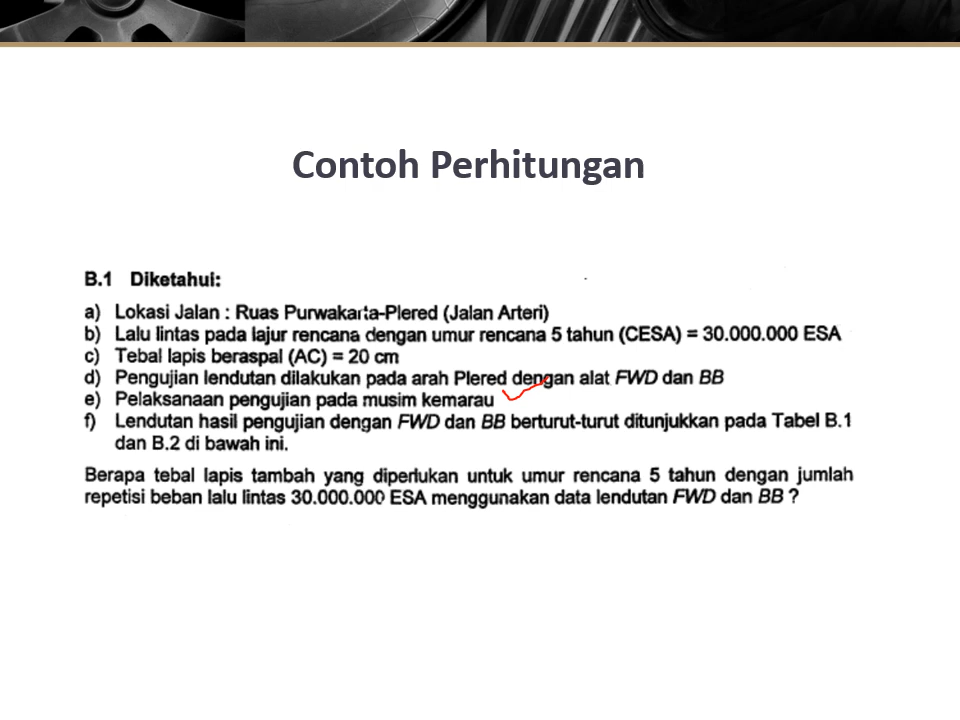 Contoh Perhitungan
B.1 Diketahui:
a) Lokasi Jalan : Ruas Purwakarta-Plered (Jalan Arteri)
b) Lalu lintas pada lajur rencana dengan umur rencana 5 tahun (CESA) = 30.000.000 ESA
c) Tebal lapis beraspal (AC) = 20 cm
d) Pengujian lendutan dilakukan pada arah Plered dengan alat FWD dan BB
e) Pelaksanaan pengujian pada musim kemarau
f) Lendutan hasil pengujian dengan FWD dan BB berturut-turut ditunjukkan pada Tabel B.1
dan B.2 di bawah ini.
Berapa tebal lapis tambah yang diperlukan untuk umur rencana 5 tahun dengan jumlah
repetisi beban lalu lintas 30.000.000 ESA menggunakan data lendutan FWD dan BB ?